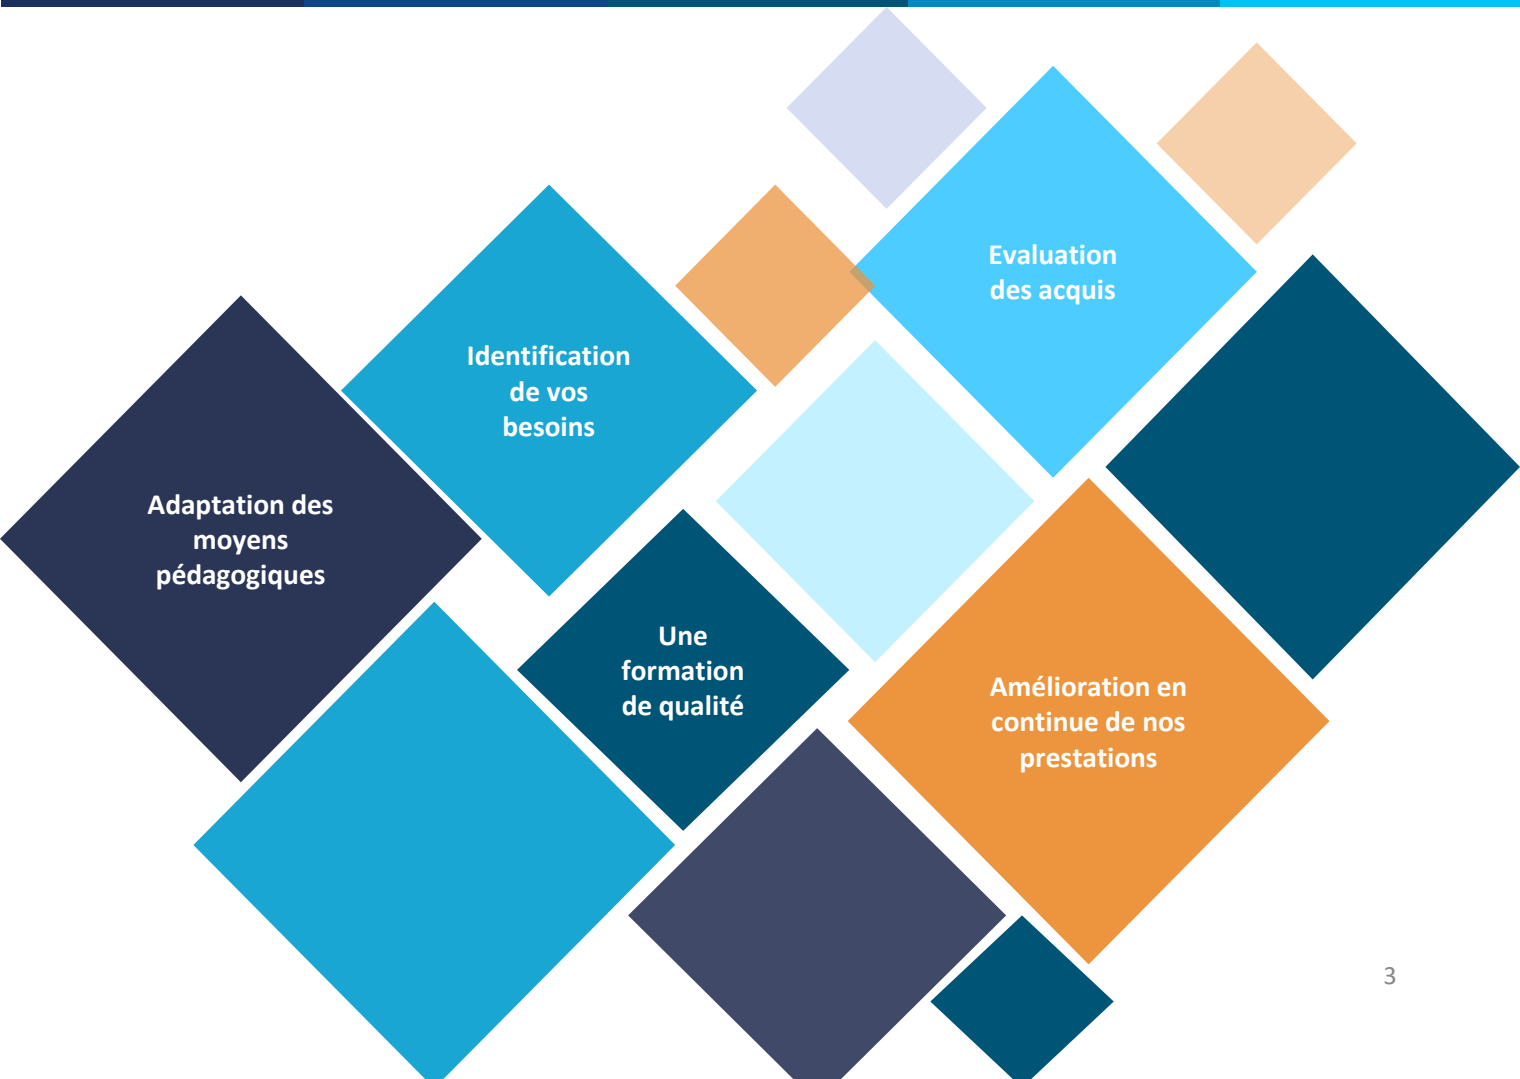 Evaluation
des acquis
Identification
de vos
besoins
Adaptation des
moyens
pédagogiques
Une
formation
de qualité
Amélioration en
continue de nos
prestations
3